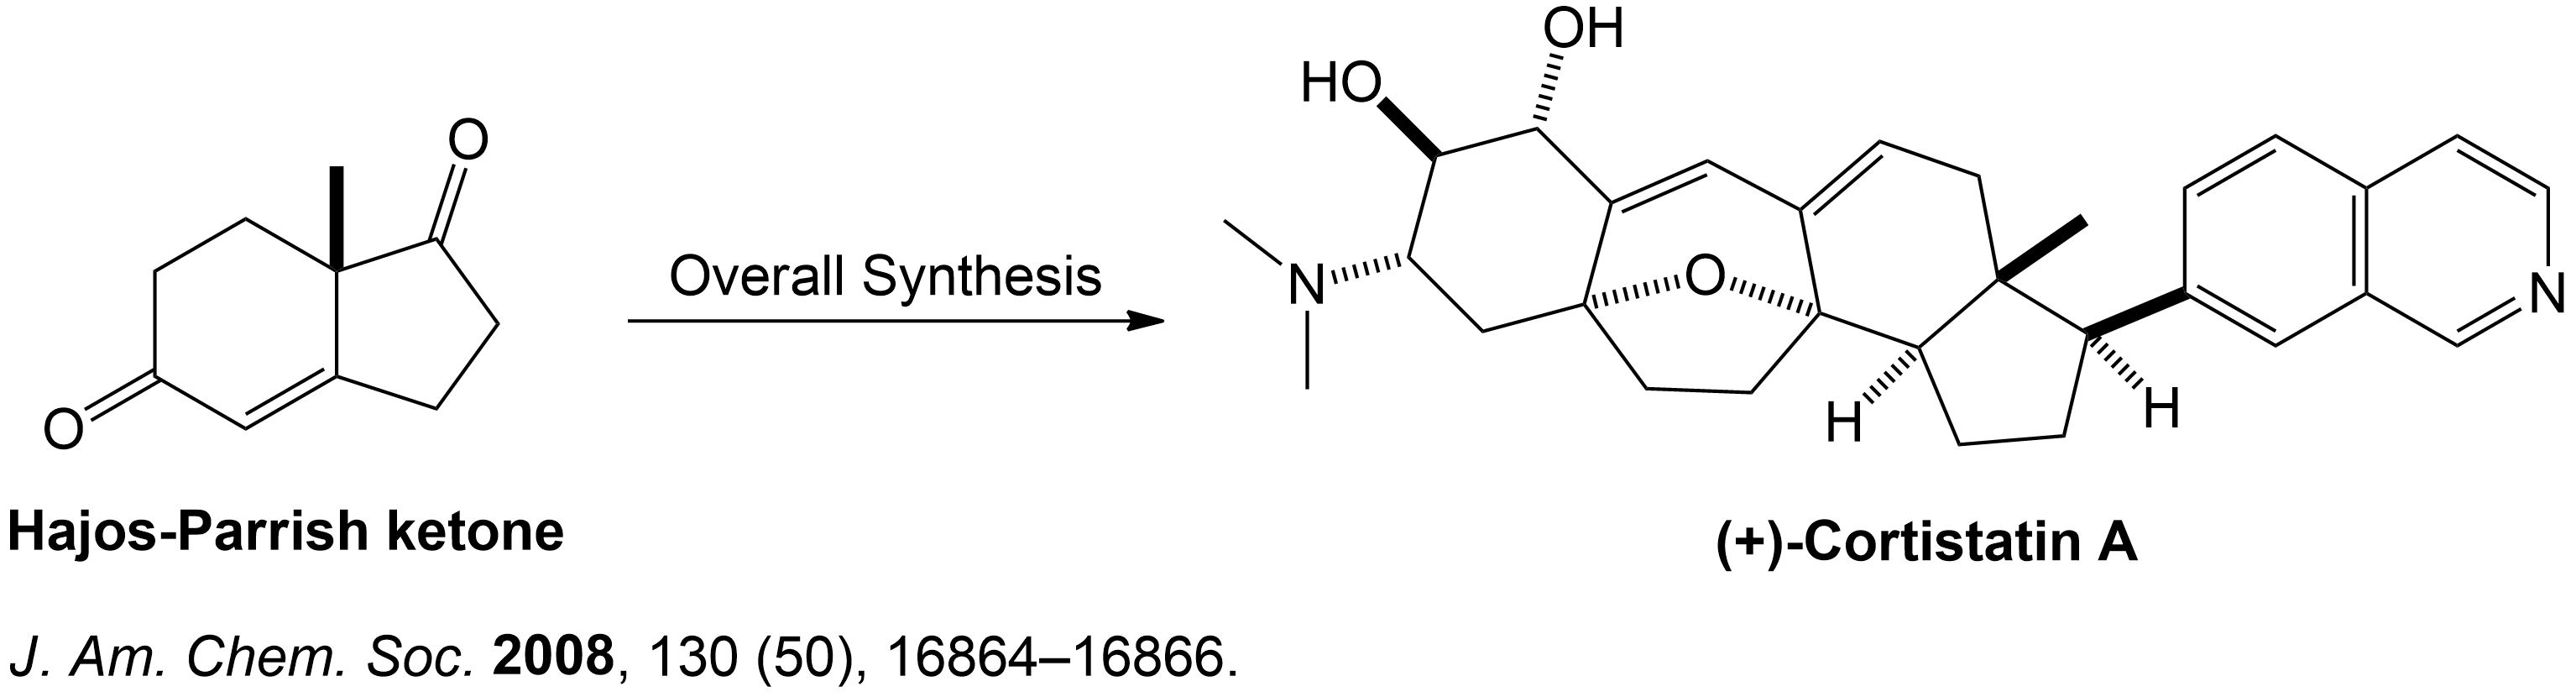 OH
HO
O
Overall Synthesis
N
O
O
H
H
N
Hajos-Parrish ketone
(+)-Cortistatin A
J. Am. Chem. Soc. 2008, 130 (50), 16864–16866.